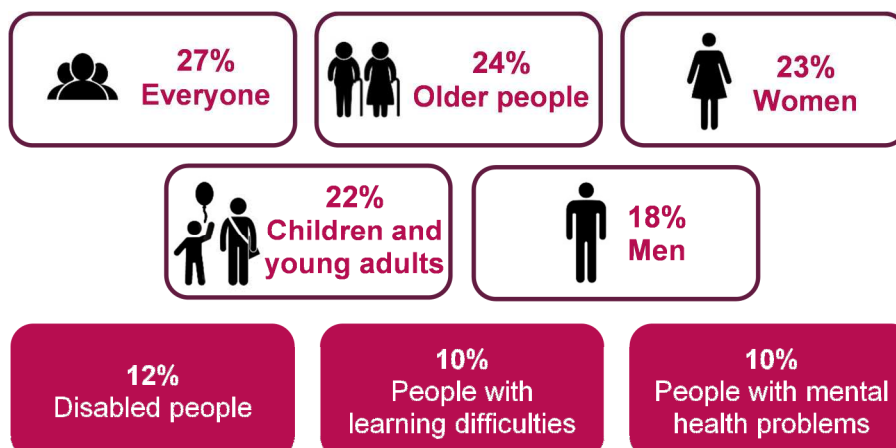 27%
Everyone
24%
Older people
23%
Women
22%
Children and
young adults
18%
Men
12%
Disabled people
10%
People with
learning difficulties
10%
People with mental
health problems